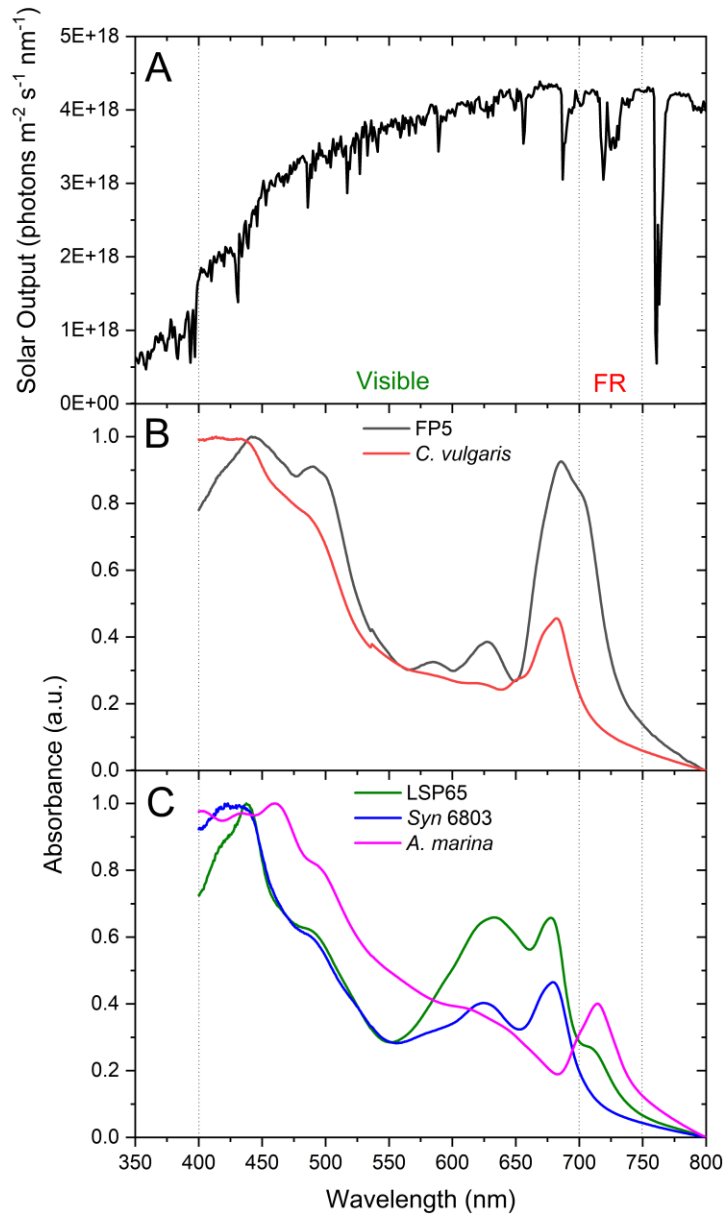 A
Solar Output (photons m⁻² s⁻¹ nm⁻¹)
5E+18
4E+18
3E+18
2E+18
1E+18
0E+00
Visible
FR
B
FP5
C. vulgaris
1.0
0.8
0.6
0.4
0.2
0.0
Absorbance (a.u.)
C
LSP65
Syn 6803
A. marina
1.0
0.8
0.6
0.4
0.2
0.0
350 400 450 500 550 600 650 700 750 800
Wavelength (nm)